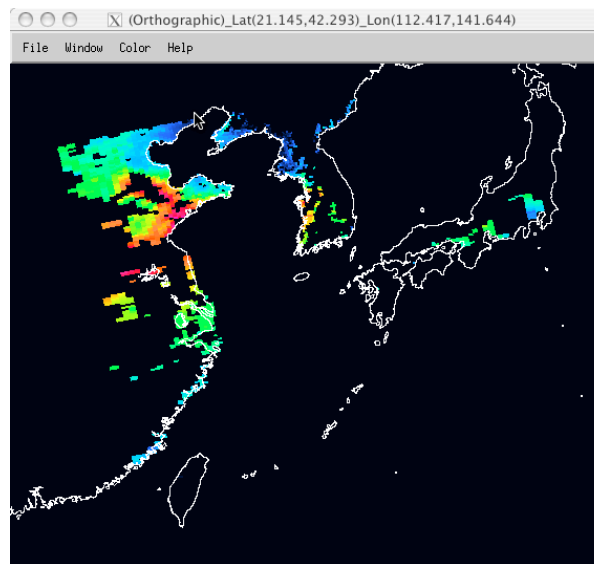 X (Orthographic)_Lat(21.145,42.293)_Lon(112.417,141.644)
File Window Color Help